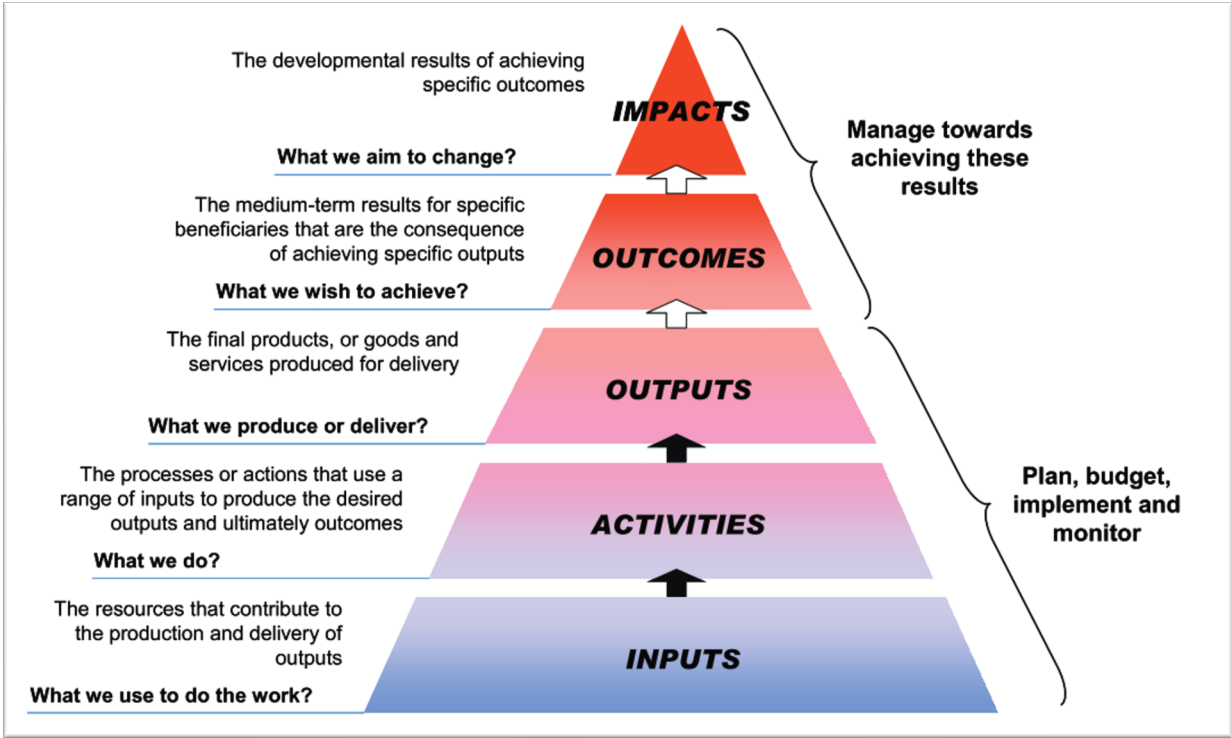 The developmental results of achieving
specific outcomes
IMPACTS
What we aim to change?
Manage towards
achieving these
results
The medium-term results for specific
beneficiaries that are the consequence
of achieving specific outputs
OUTCOMES
What we wish to achieve?
The final products, or goods and
services produced for delivery
OUTPUTS
What we produce or deliver?
The processes or actions that use a
range of inputs to produce the desired
outputs and ultimately outcomes
ACTIVITIES
What we do?
Plan, budget,
implement and
monitor
The resources that contribute to
the production and delivery of
outputs
INPUTS
What we use to do the work?